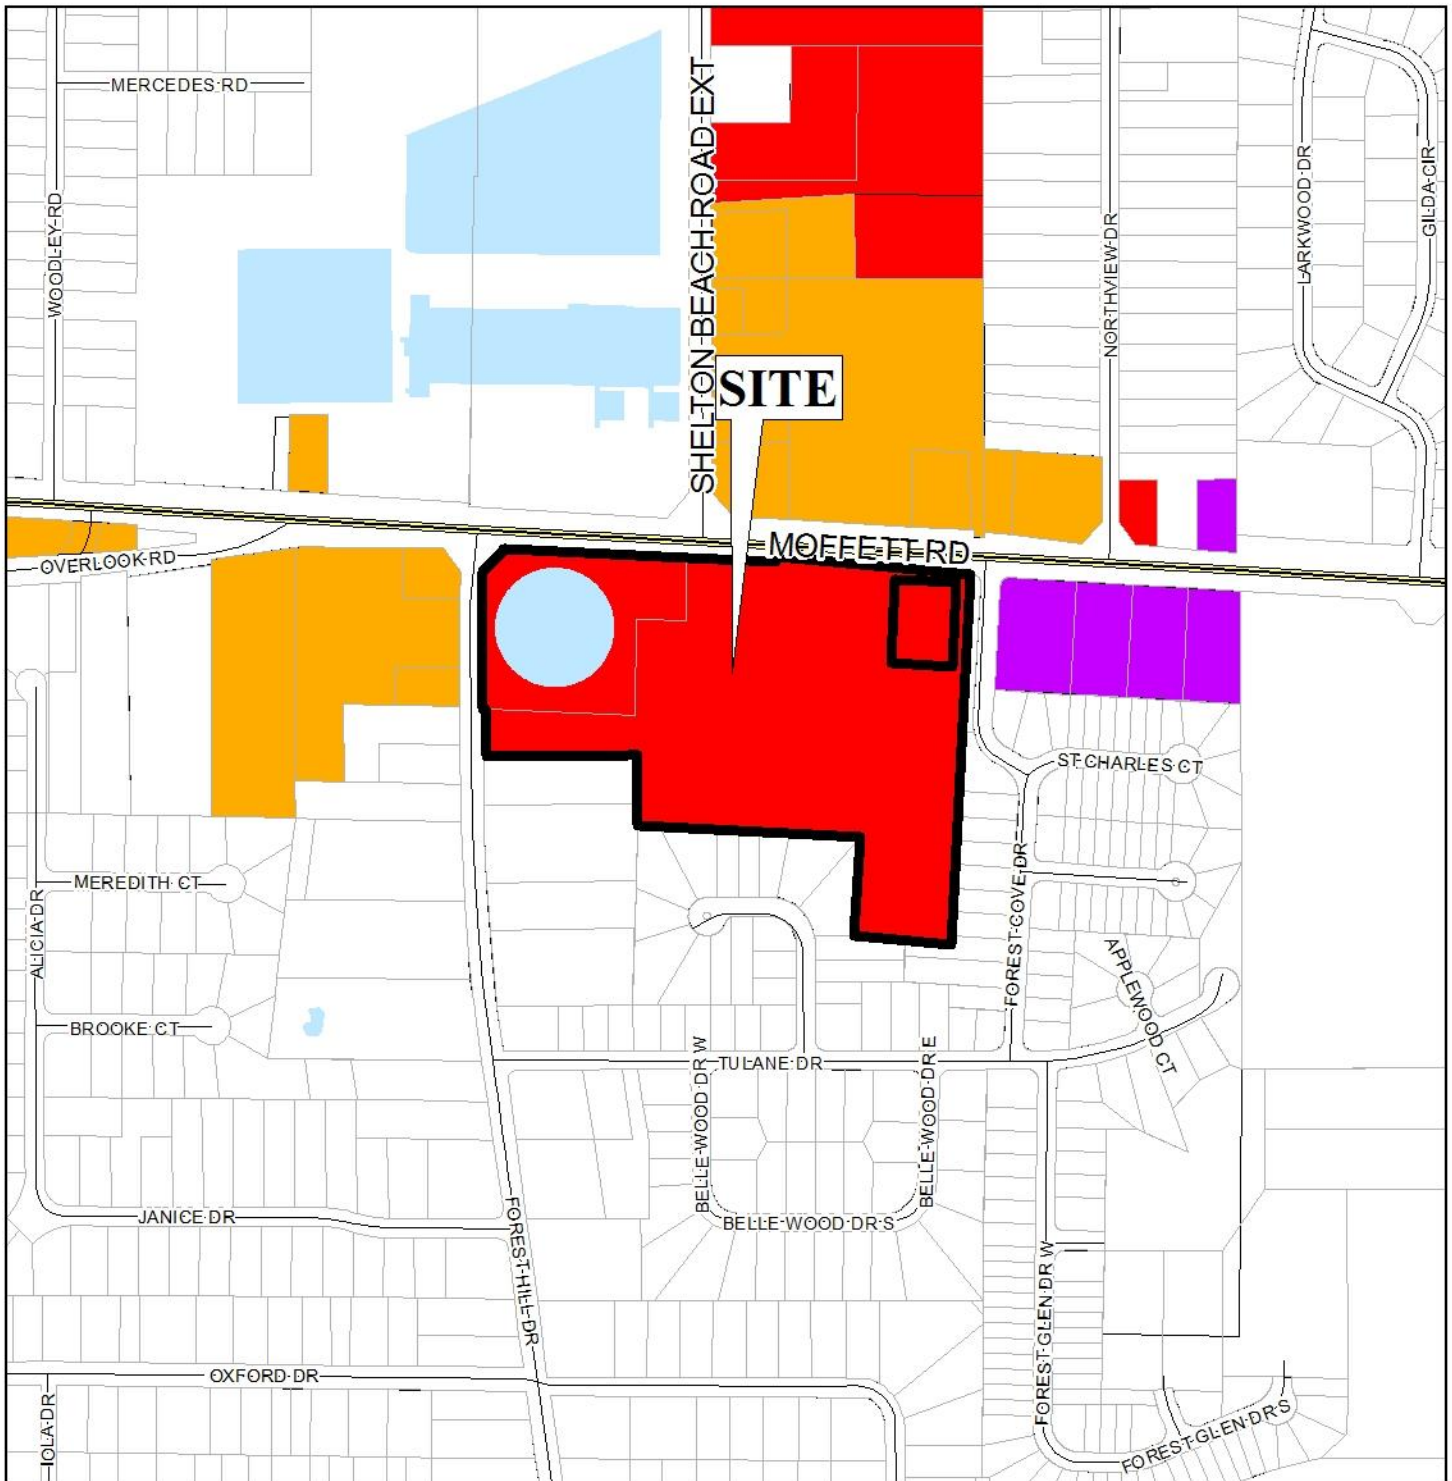 MERCEDES RD
WOODLEY RD
SHELTON BEACH ROAD EXT
NORTHVIEW DR
LARKWOOD DR
GILDA CIR
SITE
MOFFETT RD
OVERLOOK RD
ST CHARLES CT
MEREDITH CT
ALICIA DR
FOREST COVE DR
APPLEWOOD CT
BROOKE CT
TULANE DR
BELLE WOOD DR W
BELLE WOOD DR E
BELLE WOOD DR S
JANICE DR
FOREST HILL DR
FOREST GLEN DR W
OXFORD DR
IOLA DR
FOREST GLEN DR S